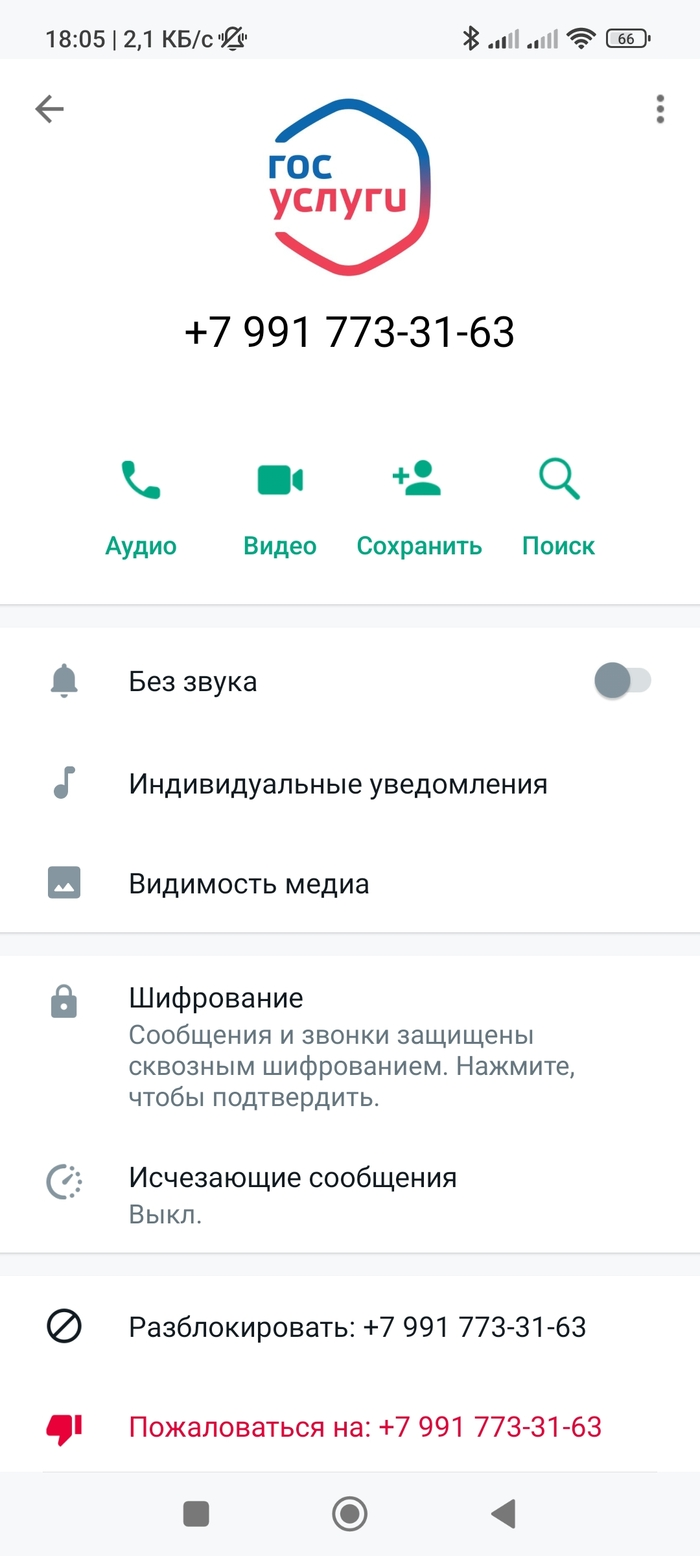 18:05 | 2,1 КБ/с 66
гос
услуги
+7 991 773-31-63
Аудио Видео Сохранить Поиск
Без звука
Индивидуальные уведомления
Видимость медиа
Шифрование
Сообщения и звонки защищены
сквозным шифрованием. Нажмите,
чтобы подтвердить.
Исчезающие сообщения
Выкл.
Разблокировать: +7 991 773-31-63
Пожаловаться на: +7 991 773-31-63